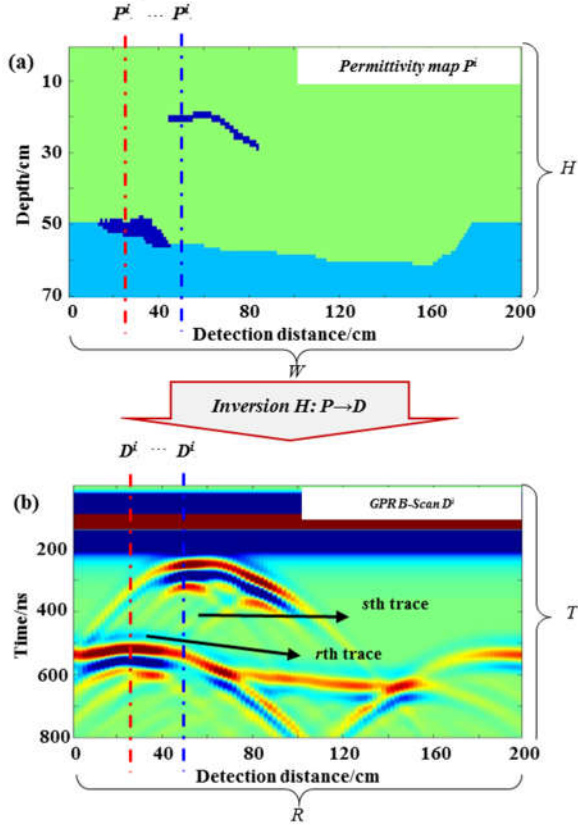 Pⁱ ... Pⁱ
(a)
Permittivity map Pⁱ
10
30
50
70
Depth/cm
H
0 40 80 120 160 200
Detection distance/cm
W
Inversion H: P→D
Dⁱ ... Dⁱ
(b)
GPR B-Scan Dⁱ
200
400
600
800
Time/ns
sth trace
rth trace
T
0 40 80 120 160 200
Detection distance/cm
R